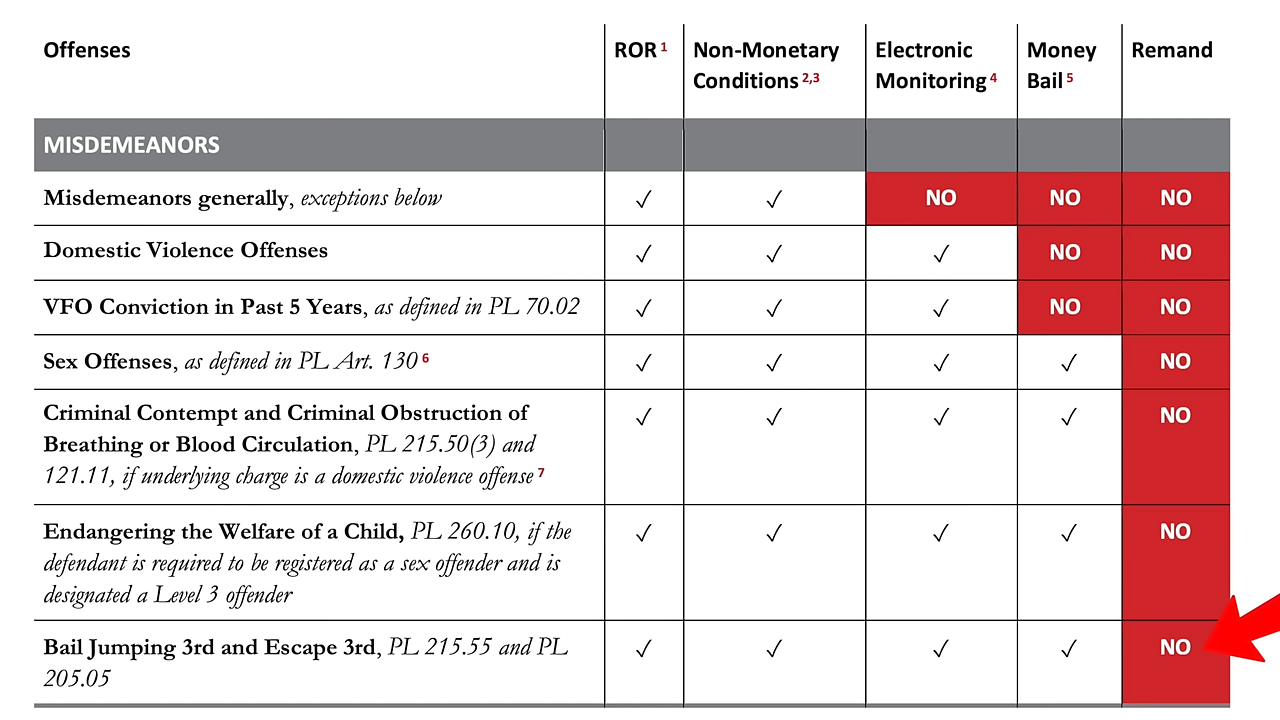 Offenses ROR 1 Non-Monetary Conditions 2,3 Electronic Monitoring 4 Money Bail 5 Remand
MISDEMEANORS
Misdemeanors generally, exceptions below ✓ ✓ NO NO NO
Domestic Violence Offenses ✓ ✓ ✓ NO NO
VFO Conviction in Past 5 Years, as defined in PL 70.02 ✓ ✓ ✓ NO NO
Sex Offenses, as defined in PL Art. 130 6 ✓ ✓ ✓ ✓ NO
Criminal Contempt and Criminal Obstruction of ✓ ✓ ✓ ✓ NO
Breathing or Blood Circulation, PL 215.50(3) and
121.11, if underlying charge is a domestic violence offense 7
Endangering the Welfare of a Child, PL 260.10, if the ✓ ✓ ✓ ✓ NO
defendant is required to be registered as a sex offender and is
designated a Level 3 offender
Bail Jumping 3rd and Escape 3rd, PL 215.55 and PL ✓ ✓ ✓ ✓ NO
205.05